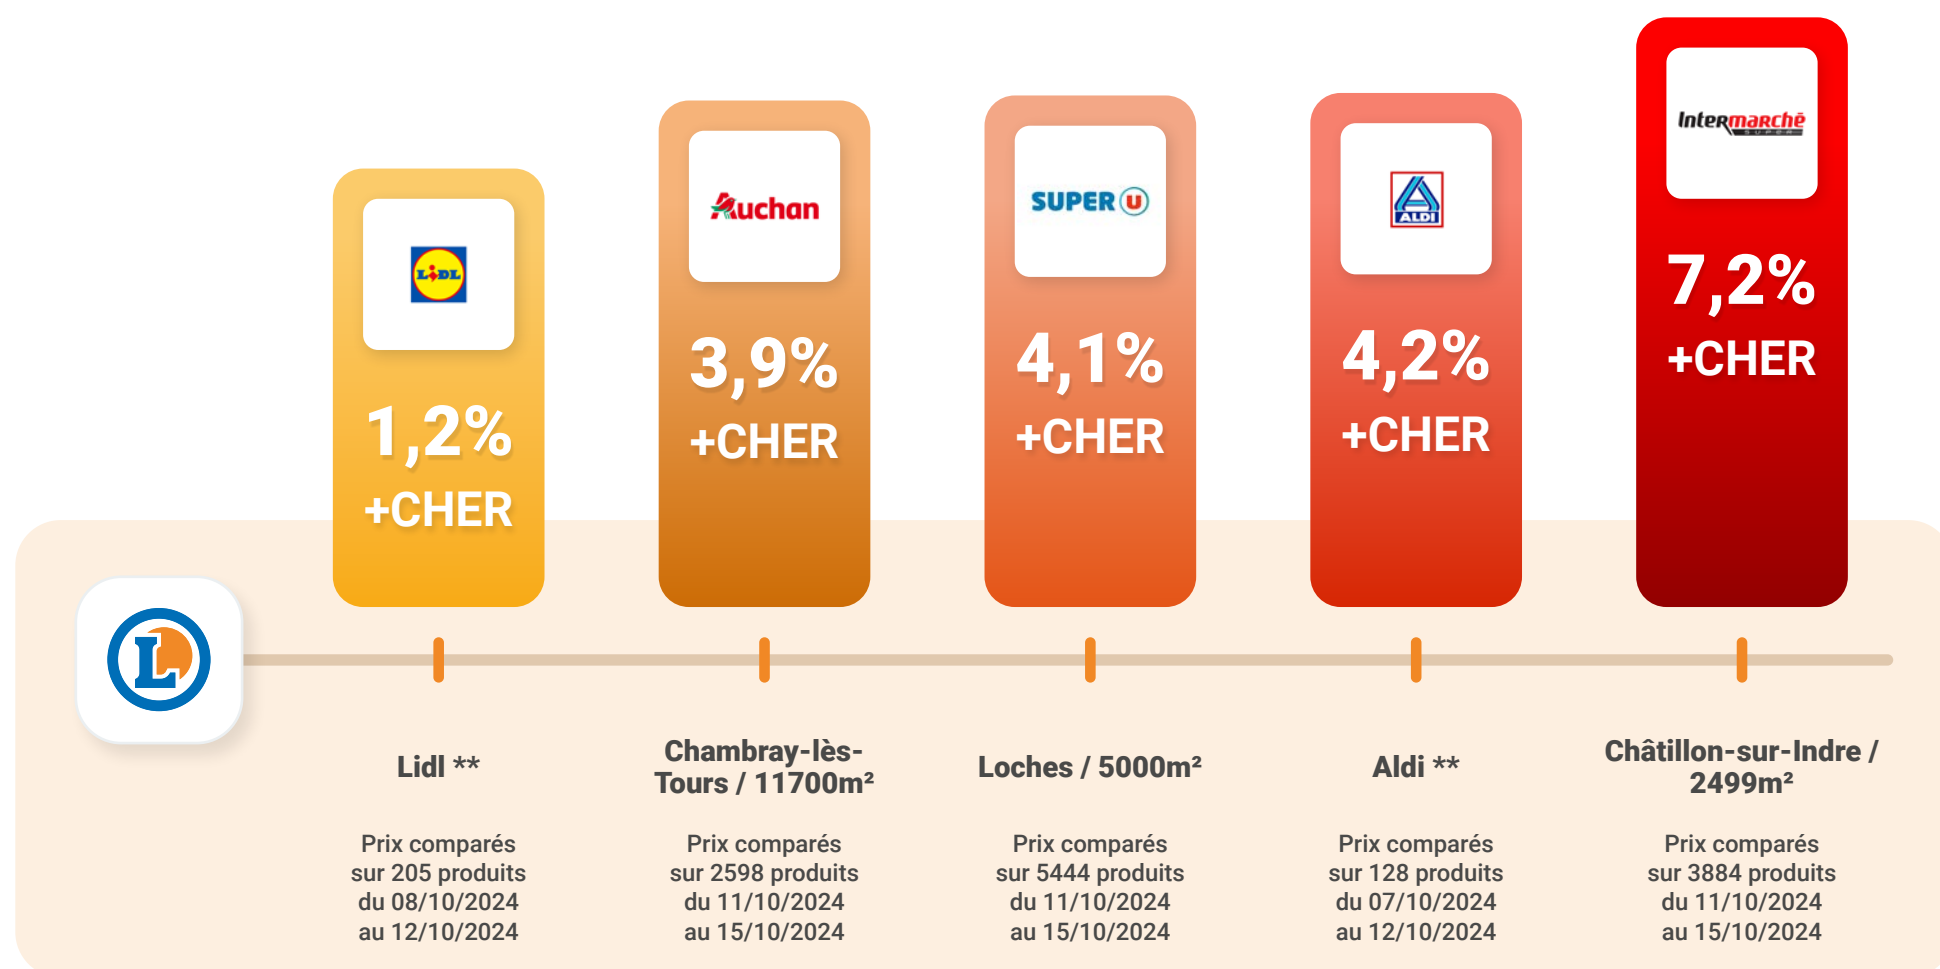 LIDL
1,2%
+CHER
Auchan
3,9%
+CHER
SUPER U
4,1%
+CHER
ALDI
4,2%
+CHER
Intermarchē
SUPER
7,2%
+CHER
L
Lidl **
Prix comparés
sur 205 produits
du 08/10/2024
au 12/10/2024
Chambray-lès-
Tours / 11700m²
Prix comparés
sur 2598 produits
du 11/10/2024
au 15/10/2024
Loches / 5000m²
Prix comparés
sur 5444 produits
du 11/10/2024
au 15/10/2024
Aldi **
Prix comparés
sur 128 produits
du 07/10/2024
au 12/10/2024
Châtillon-sur-Indre /
2499m²
Prix comparés
sur 3884 produits
du 11/10/2024
au 15/10/2024